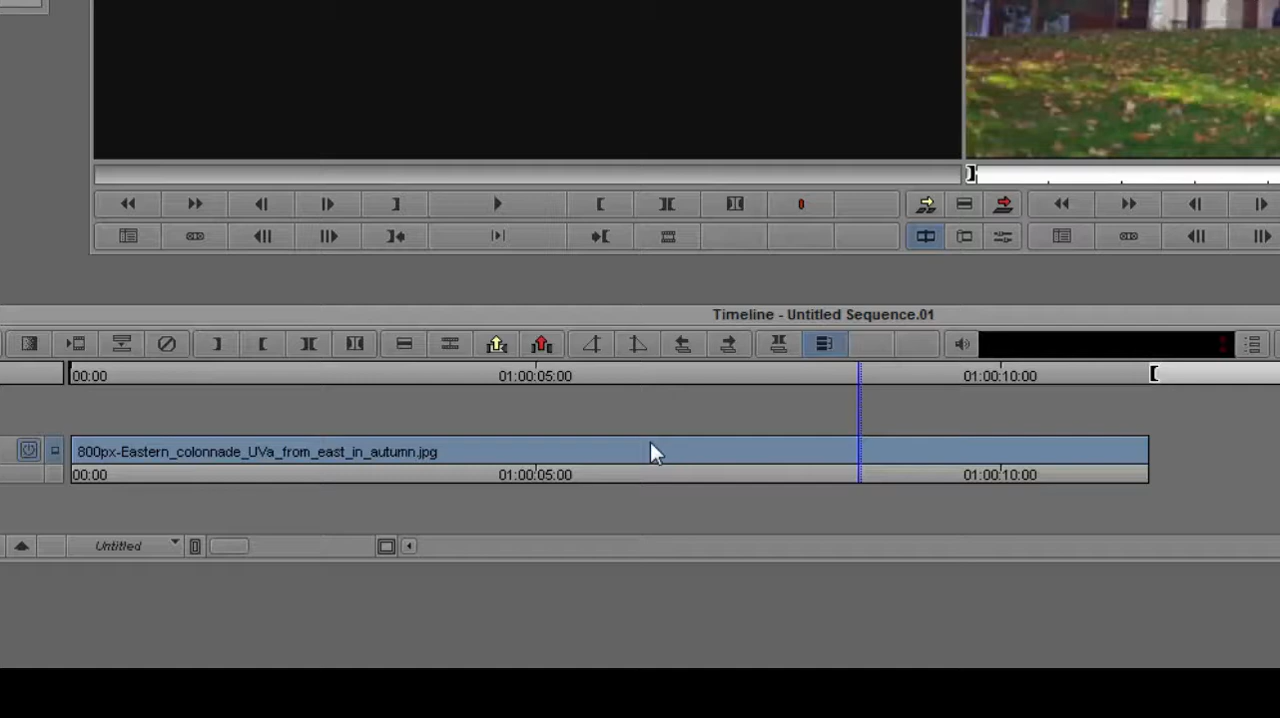 Timeline - Untitled Sequence.01
00:00 01:00:05:00 01:00:10:00
800px-Eastern_colonnade_UVa_from_east_in_autumn.jpg
00:00 01:00:05:00 01:00:10:00
Untitled